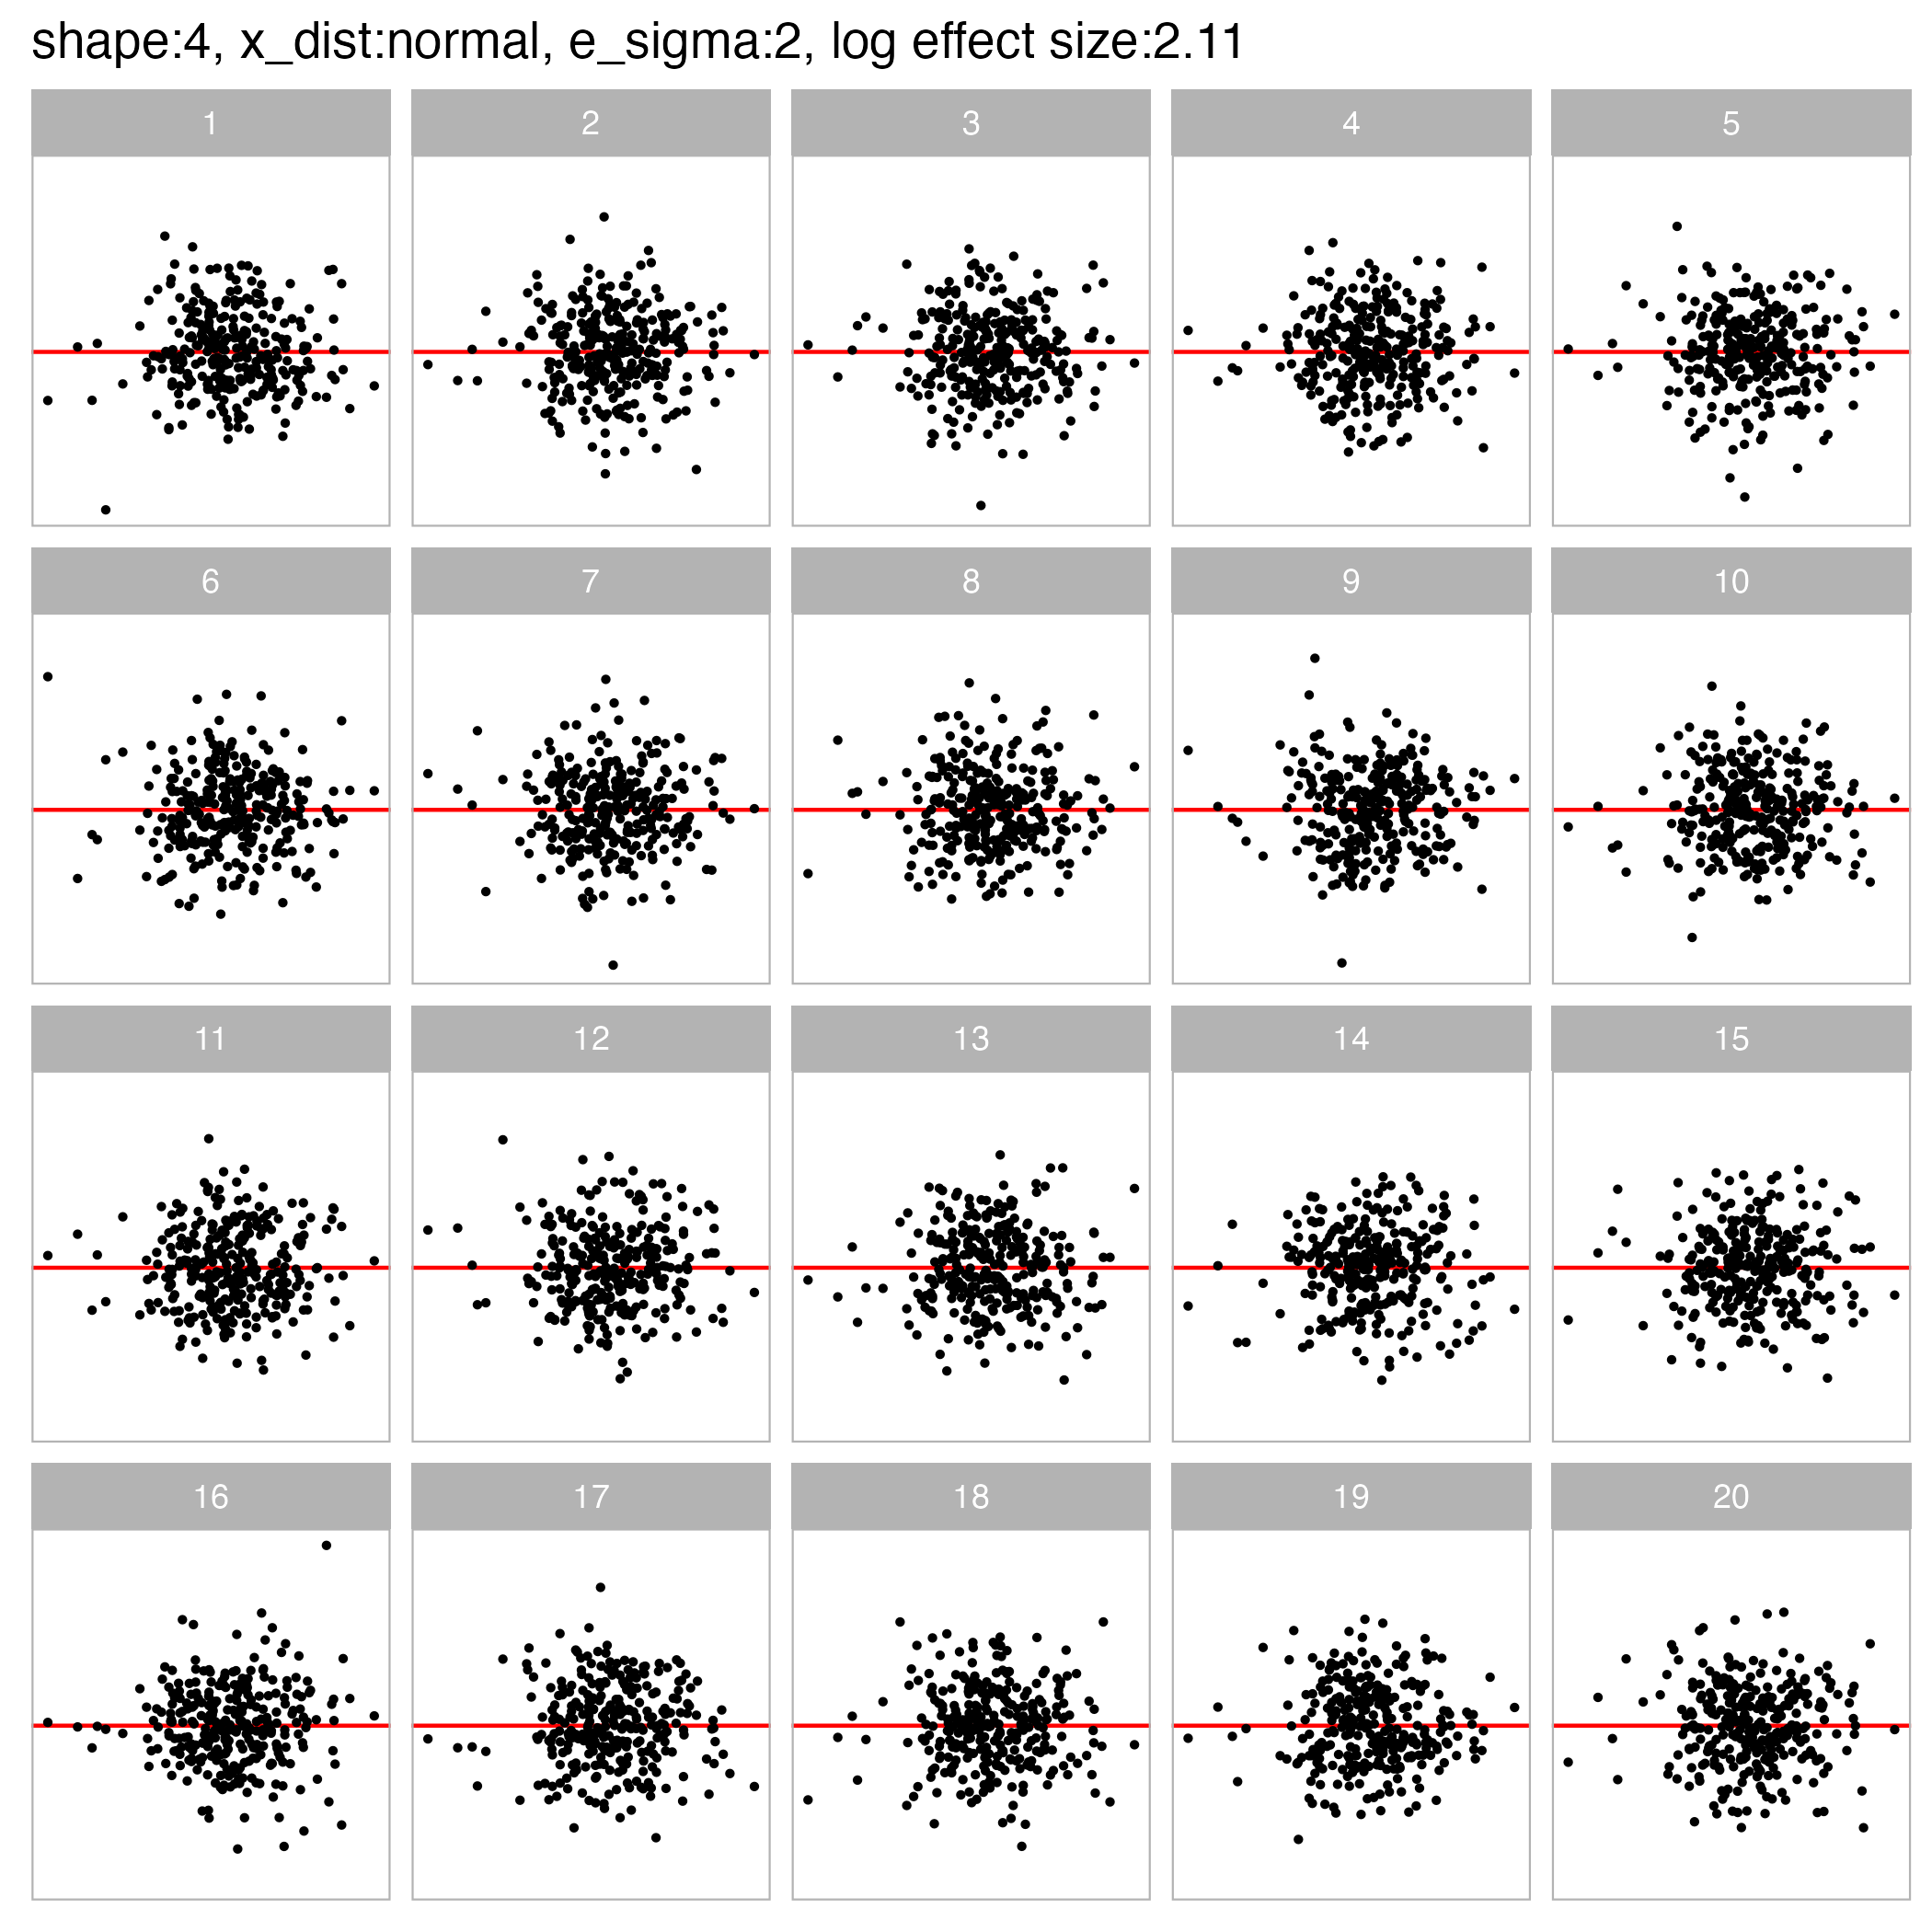 shape:4, x_dist:normal, e_sigma:2, log effect size:2.11
1 2 3 4 5
6 7 8 9 10
11 12 13 14 15
16 17 18 19 20